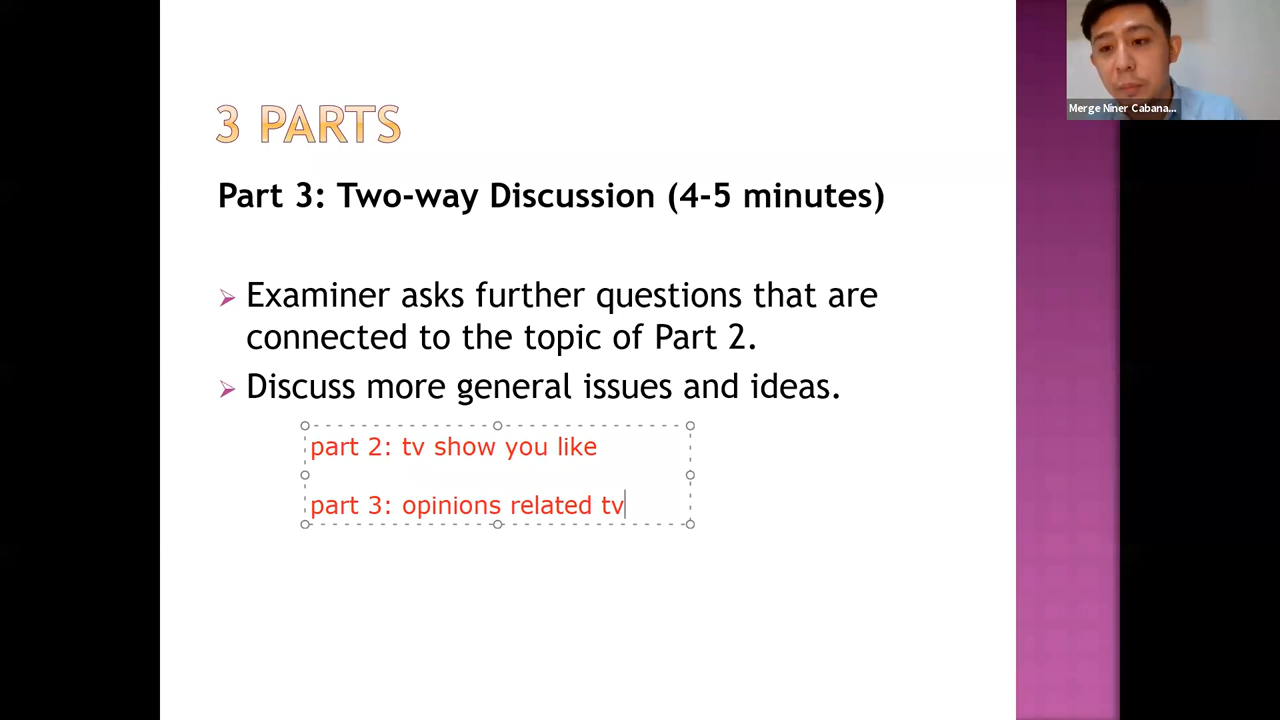 3 PARTS
Merge Niner Cabana...
Part 3: Two-way Discussion (4-5 minutes)
Examiner asks further questions that are
connected to the topic of Part 2.
Discuss more general issues and ideas.
part 2: tv show you like
part 3: opinions related tv